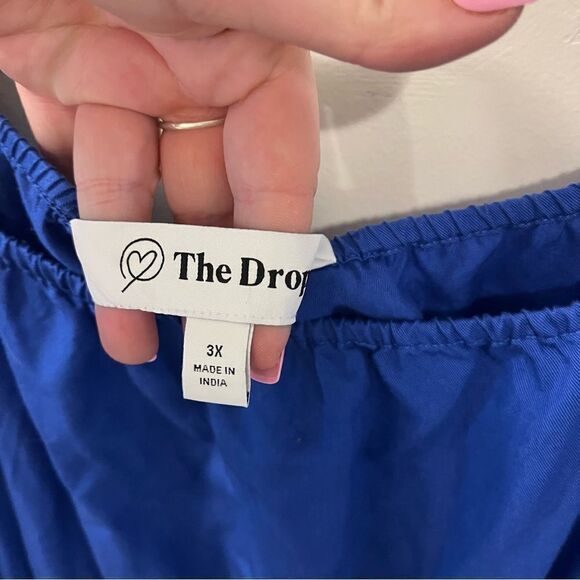 The Drop
3X
MADE IN
INDIA